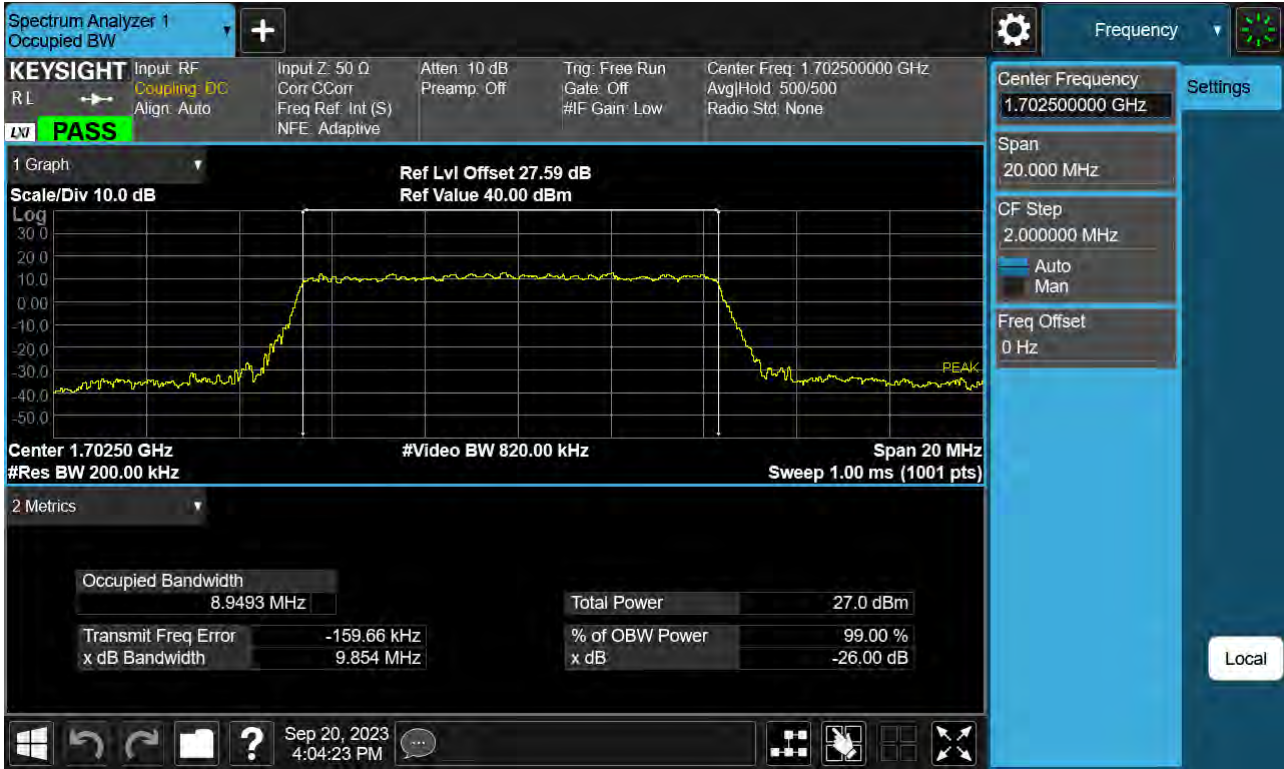 Spectrum Analyzer 1
Occupied BW
+
Frequency
KEYSIGHT
R L
LXI
PASS
Input: RF
Coupling: DC
Align: Auto
Input Z: 50 Ω
Corr CCorr
Freq Ref: Int (S)
NFE: Adaptive
Atten: 10 dB
Preamp: Off
Trig: Free Run
Gate: Off
#IF Gain: Low
Center Freq: 1.702500000 GHz
Avg|Hold: 500/500
Radio Std: None
Center Frequency
1.702500000 GHz
Settings
Span
20.000 MHz
CF Step
2.000000 MHz
Auto
Man
Freq Offset
0 Hz
1 Graph
Scale/Div 10.0 dB
Ref Lvl Offset 27.59 dB
Ref Value 40.00 dBm
Log
30.0
20.0
10.0
0.00
-10.0
-20.0
-30.0
-40.0
-50.0
PEAK
Center 1.70250 GHz
#Res BW 200.00 kHz
#Video BW 820.00 kHz
Span 20 MHz
Sweep 1.00 ms (1001 pts)
2 Metrics
Occupied Bandwidth
8.9493 MHz
Total Power 27.0 dBm
Transmit Freq Error -159.66 kHz
% of OBW Power 99.00 %
x dB Bandwidth 9.854 MHz
x dB -26.00 dB
Local
?
Sep 20, 2023
4:04:23 PM